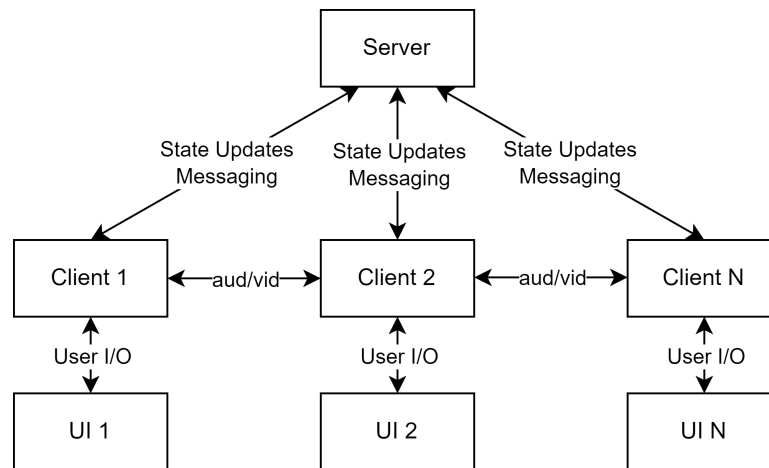 Server
State Updates
Messaging
State Updates
Messaging
State Updates
Messaging
Client 1
aud/vid
Client 2
aud/vid
Client N
User I/O
User I/O
User I/O
UI 1
UI 2
UI N